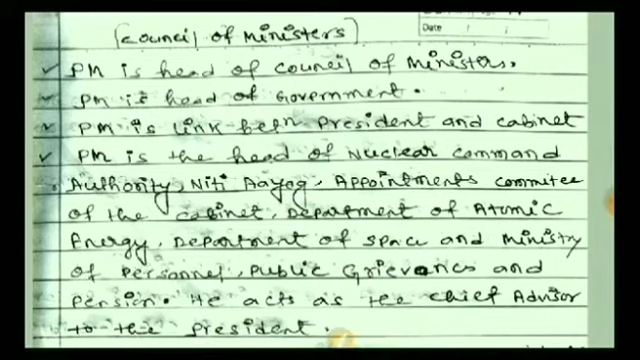 [Council of Ministers]
Date / /
PM is head of Council of Ministers.
PM is head of Government.
PM is Link betn President and cabinet
PM is the head of Nuclear command
Authority, Niti Aayog, Appointments committee
of the cabinet, Department of Atomic
Energy, Department of space and Ministry
of Personnel, Public Grievances and
Pension. He acts as the chief Advisor
to the President.